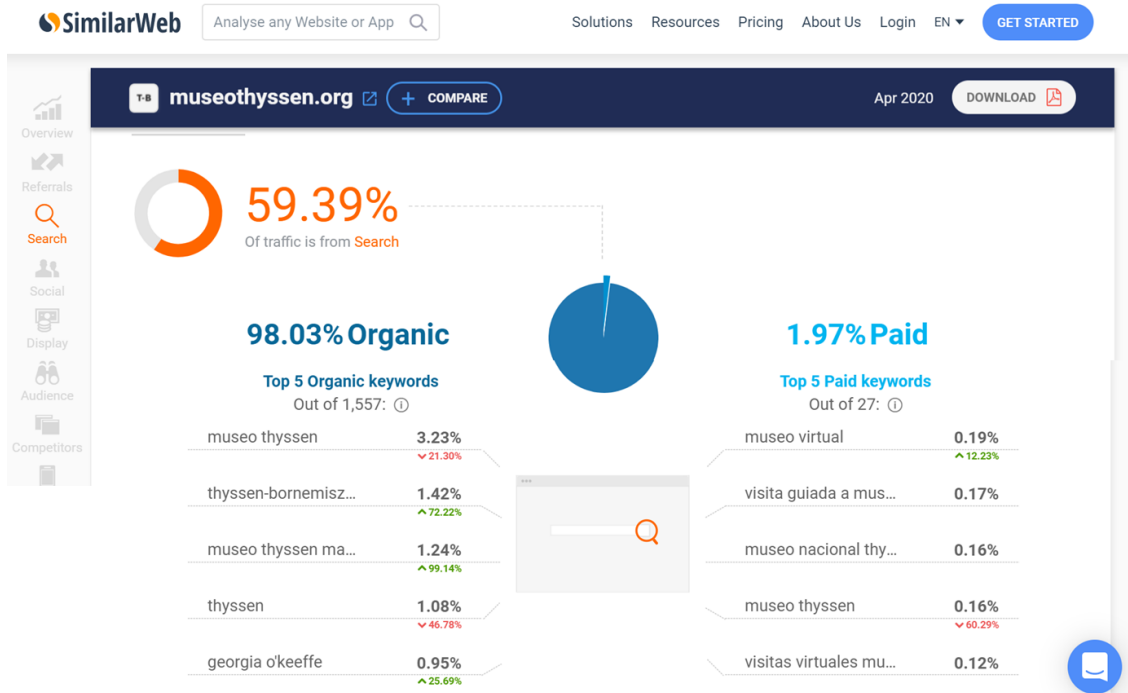 SimilarWeb
Analyse any Website or App
Solutions Resources Pricing About Us Login EN GET STARTED
T-B museothyssen.org + COMPARE Apr 2020 DOWNLOAD
Overview
Referrals
Search
Social
Display
Audience
Competitors
59.39%
Of traffic is from Search
98.03% Organic
Top 5 Organic keywords
Out of 1,557:
museo thyssen 3.23%
21.30%
thyssen-bornemisz... 1.42%
72.22%
museo thyssen ma... 1.24%
99.14%
thyssen 1.08%
46.78%
georgia o'keeffe 0.95%
25.69%
1.97% Paid
Top 5 Paid keywords
Out of 27:
museo virtual 0.19%
12.23%
visita guiada a mus... 0.17%
museo nacional thy... 0.16%
museo thyssen 0.16%
60.29%
visitas virtuales mu... 0.12%